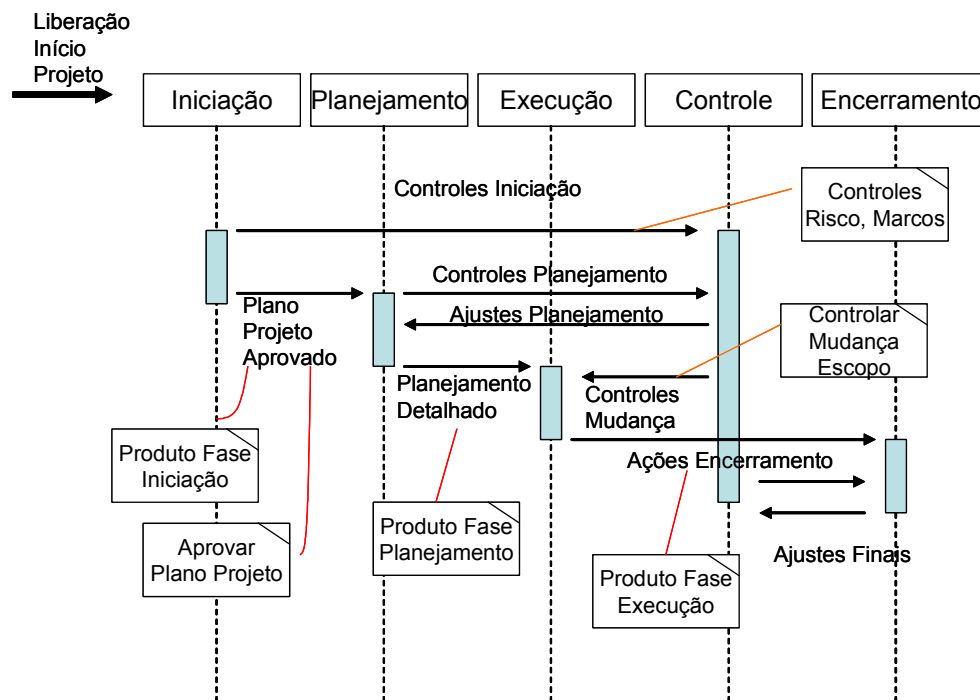 Liberação
Início
Projeto
Iniciação
Planejamento
Execução
Controle
Encerramento
Controles Iniciação
Controles
Risco, Marcos
Controles Planejamento
Plano
Projeto
Aprovado
Ajustes Planejamento
Controlar
Mudança
Escopo
Planejamento
Detalhado
Controles
Mudança
Produto Fase
Iniciação
Ações Encerramento
Produto Fase
Planejamento
Aprovar
Plano Projeto
Ajustes Finais
Produto Fase
Execução